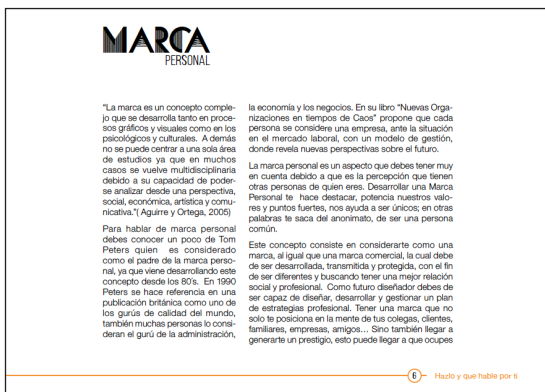 MARCA
PERSONAL
"La marca es un concepto comple-
jo que se desarrolla tanto en proce-
sos gráficos y visuales como en los
psicológicos y culturales. A demás
no se puede centrar a una sola área
de estudios ya que en muchos
casos se vuelve multidisciplinaria
debido a su capacidad de poder-
se analizar desde una perspectiva,
social, económica, artística y comu-
nicativa."( Aguirre y Ortega, 2005)
Para hablar de marca personal
debes conocer un poco de Tom
Peters quien es considerado
como el padre de la marca perso-
nal, ya que viene desarrollando este
concepto desde los 80's. En 1990
Peters se hace referencia en una
publicación británica como uno de
los gurús de calidad del mundo,
también muchas personas lo consi-
deran el gurú de la administración,
la economía y los negocios. En su libro "Nuevas Orga-
nizaciones en tiempos de Caos" propone que cada
persona se considere una empresa, ante la situación
en el mercado laboral, con un modelo de gestión,
donde revela nuevas perspectivas sobre el futuro.
La marca personal es un aspecto que debes tener muy
en cuenta debido a que es la percepción que tienen
otras personas de quien eres. Desarrollar una Marca
Personal te hace destacar, potencia nuestros valo-
res y puntos fuertes, nos ayuda a ser únicos; en otras
palabras te saca del anonimato, de ser una persona
común.
Este concepto consiste en considerarte como una
marca, al igual que una marca comercial, la cual debe
de ser desarrollada, transmitida y protegida, con el fin
de ser diferentes y buscando tener una mejor relación
social y profesional. Como futuro diseñador debes de
ser capaz de diseñar, desarrollar y gestionar un plan
de estrategias profesional. Tener una marca que no
solo te posiciona en la mente de tus colegas, clientes,
familiares, empresas, amigos... Sino también llegar a
generarte un prestigio, esto puede llegar a que ocupes
6 Hazlo y que hable por ti